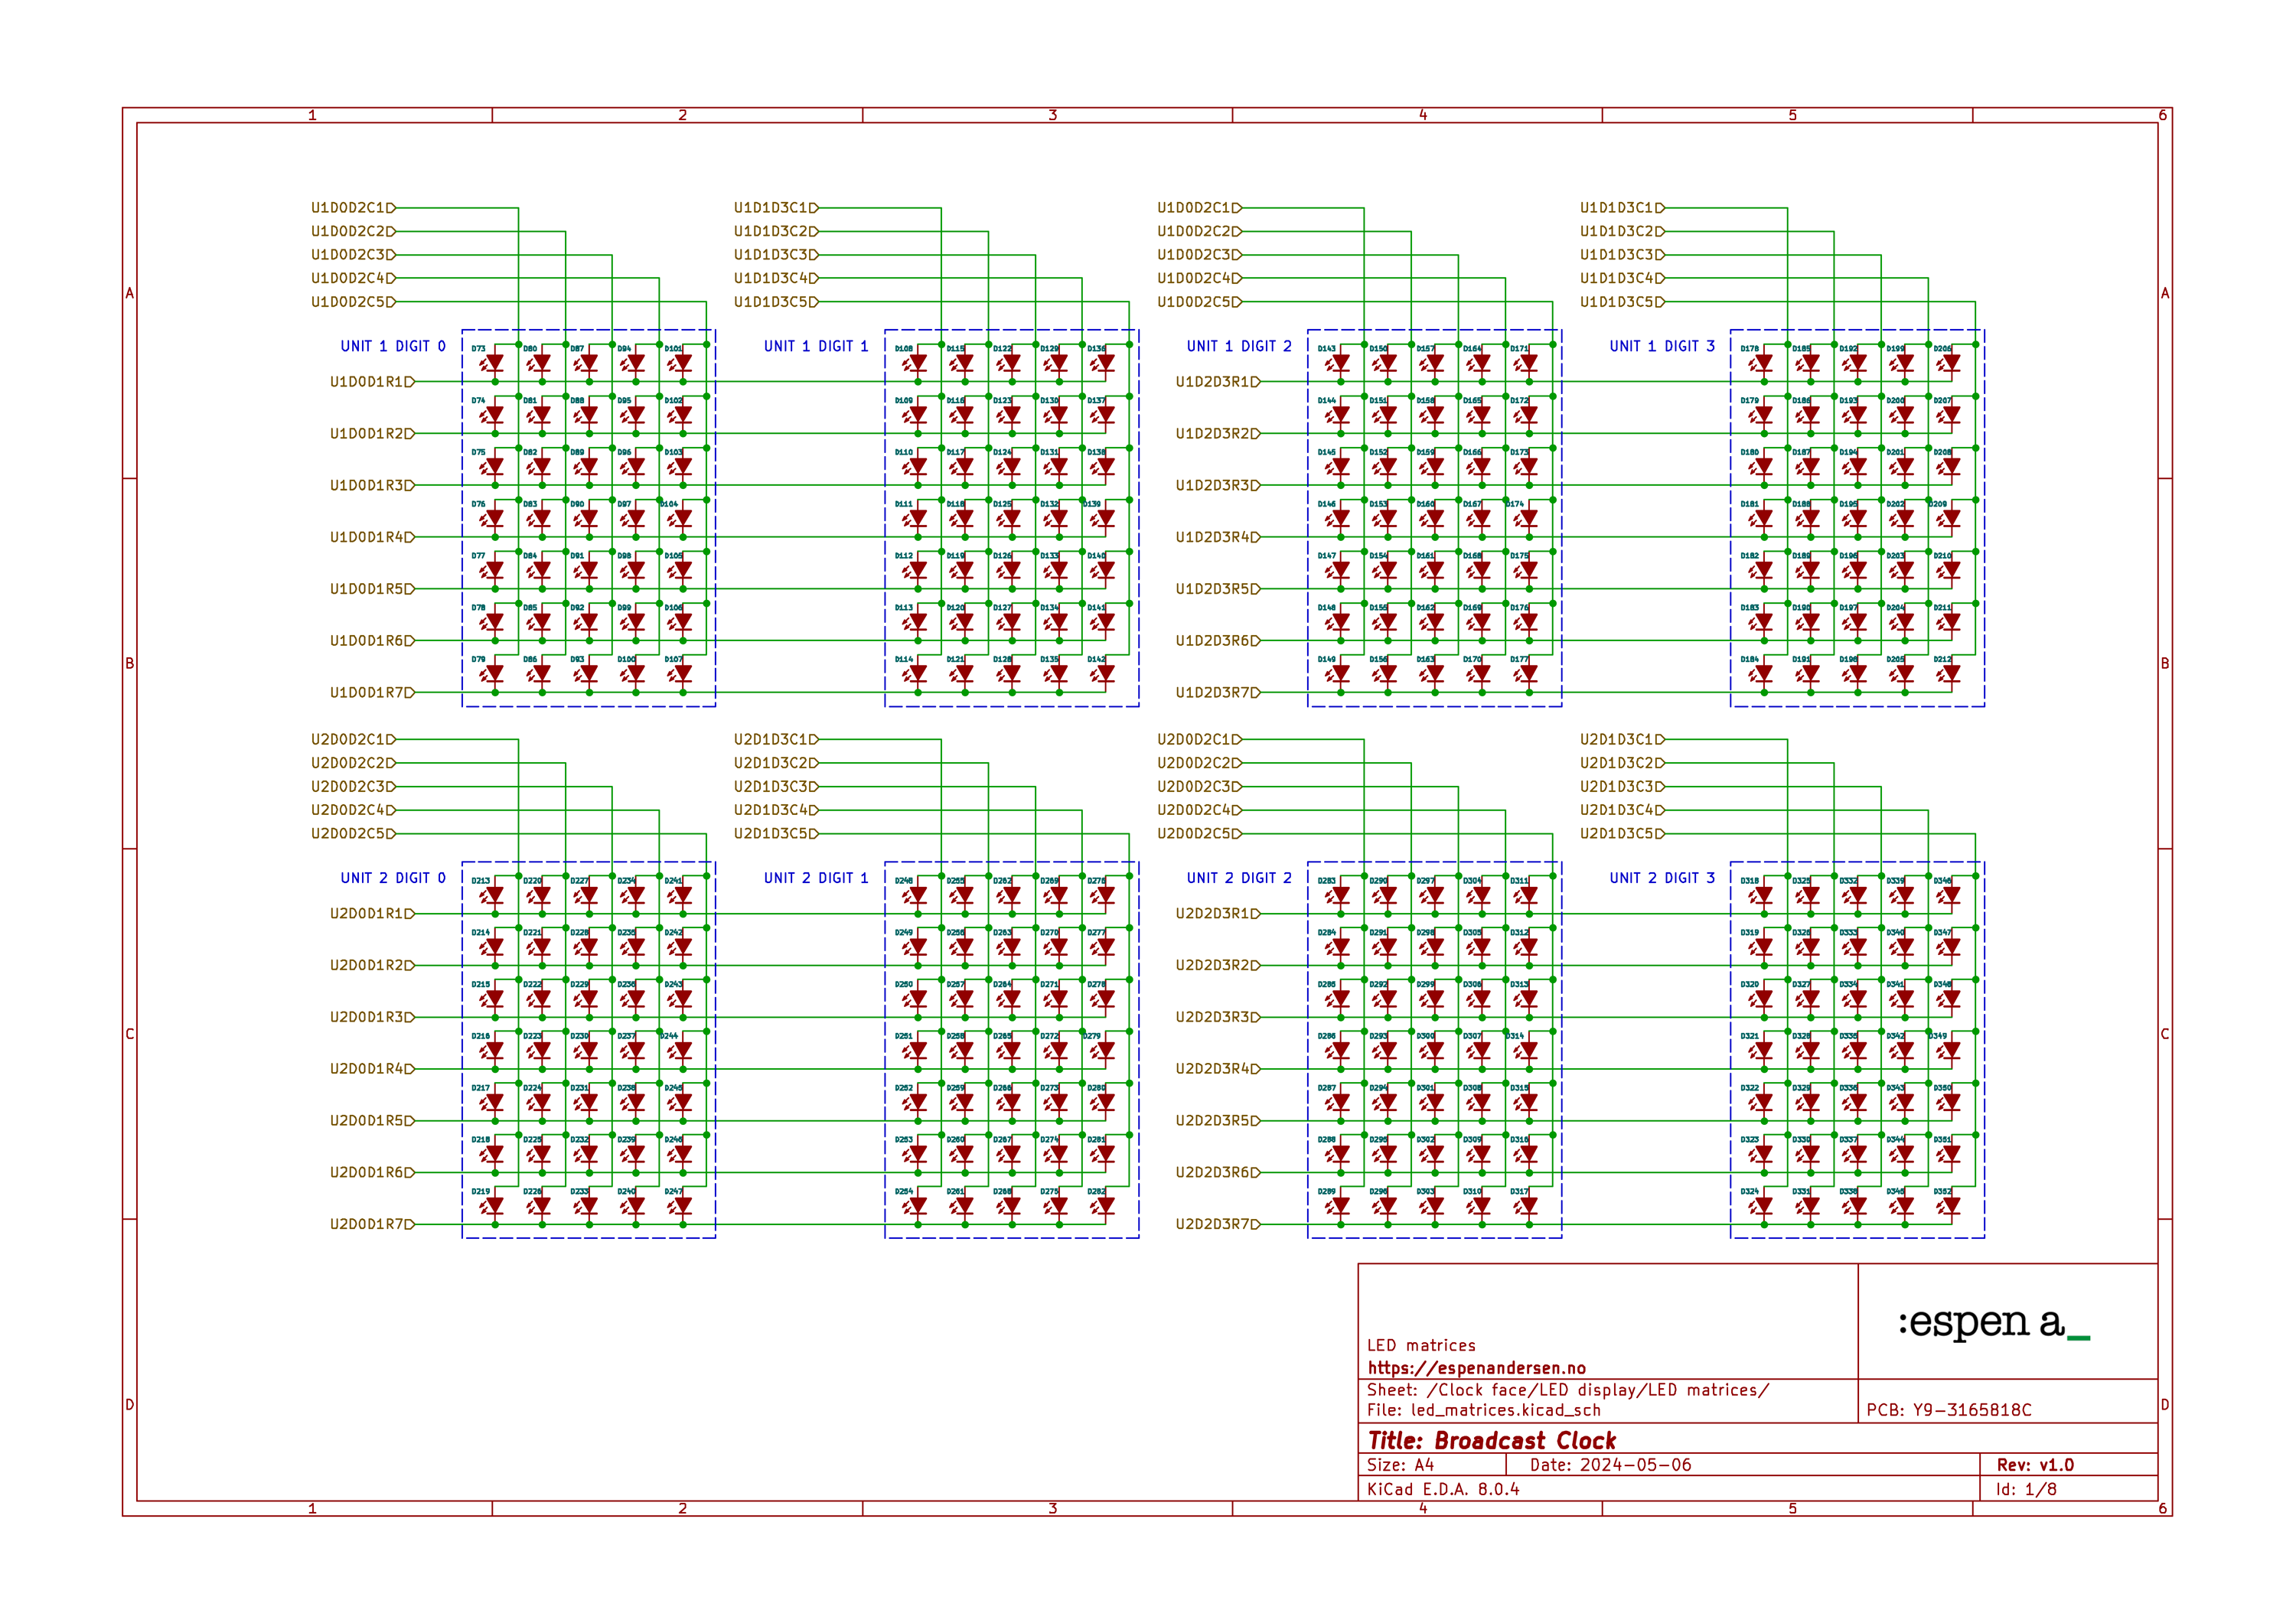 1 2 3 4 5 6
U1D0D2C1 U1D1D3C1 U1D0D2C1 U1D1D3C1
U1D0D2C2 U1D1D3C2 U1D0D2C2 U1D1D3C2
U1D0D2C3 U1D1D3C3 U1D0D2C3 U1D1D3C3
U1D0D2C4 U1D1D3C4 U1D0D2C4 U1D1D3C4
A A
U1D0D2C5 U1D1D3C5 U1D0D2C5 U1D1D3C5
UNIT 1 DIGIT 0 D73 D80 D87 D94 D101 UNIT 1 DIGIT 1 D108 D115 D122 D129 D136 UNIT 1 DIGIT 2 D143 D150 D157 D164 D171 UNIT 1 DIGIT 3 D178 D185 D192 D199 D206
U1D0D1R1 U1D2D3R1
D74 D81 D88 D95 D102 D109 D116 D123 D130 D137 D144 D151 D158 D165 D172 D179 D186 D193 D200 D207
U1D0D1R2 U1D2D3R2
D75 D82 D89 D96 D103 D110 D117 D124 D131 D138 D145 D152 D159 D166 D173 D180 D187 D194 D201 D208
U1D0D1R3 U1D2D3R3
D76 D83 D90 D97 D104 D111 D118 D125 D132 D139 D146 D153 D160 D167 D174 D181 D188 D195 D202 D209
U1D0D1R4 U1D2D3R4
D77 D84 D91 D98 D105 D112 D119 D126 D133 D140 D147 D154 D161 D168 D175 D182 D189 D196 D203 D210
U1D0D1R5 U1D2D3R5
D78 D85 D92 D99 D106 D113 D120 D127 D134 D141 D148 D155 D162 D169 D176 D183 D190 D197 D204 D211
U1D0D1R6 U1D2D3R6
B D79 D86 D93 D100 D107 D114 D121 D128 D135 D142 D149 D156 D163 D170 D177 D184 D191 D198 D205 D212 B
U1D0D1R7 U1D2D3R7
U2D0D2C1 U2D1D3C1 U2D0D2C1 U2D1D3C1
U2D0D2C2 U2D1D3C2 U2D0D2C2 U2D1D3C2
U2D0D2C3 U2D1D3C3 U2D0D2C3 U2D1D3C3
U2D0D2C4 U2D1D3C4 U2D0D2C4 U2D1D3C4
U2D0D2C5 U2D1D3C5 U2D0D2C5 U2D1D3C5
UNIT 2 DIGIT 0 D213 D220 D227 D234 D241 UNIT 2 DIGIT 1 D248 D255 D262 D269 D276 UNIT 2 DIGIT 2 D283 D290 D297 D304 D311 UNIT 2 DIGIT 3 D318 D325 D332 D339 D346
U2D0D1R1 U2D2D3R1
D214 D221 D228 D235 D242 D249 D256 D263 D270 D277 D284 D291 D298 D305 D312 D319 D326 D333 D340 D347
U2D0D1R2 U2D2D3R2
D215 D222 D229 D236 D243 D250 D257 D264 D271 D278 D285 D292 D299 D306 D313 D320 D327 D334 D341 D348
U2D0D1R3 U2D2D3R3
C D216 D223 D230 D237 D244 D251 D258 D265 D272 D279 D286 D293 D300 D307 D314 D321 D328 D335 D342 D349 C
U2D0D1R4 U2D2D3R4
D217 D224 D231 D238 D245 D252 D259 D266 D273 D280 D287 D294 D301 D308 D315 D322 D329 D336 D343 D350
U2D0D1R5 U2D2D3R5
D218 D225 D232 D239 D246 D253 D260 D267 D274 D281 D288 D295 D302 D309 D316 D323 D330 D337 D344 D351
U2D0D1R6 U2D2D3R6
D219 D226 D233 D240 D247 D254 D261 D268 D275 D282 D289 D296 D303 D310 D317 D324 D331 D338 D345 D352
U2D0D1R7 U2D2D3R7
:espen a_
LED matrices
https://espenandersen.no
Sheet: /Clock face/LED display/LED matrices/
File: led_matrices.kicad_sch PCB: Y9-3165818C
D D
Title: Broadcast Clock
Size: A4 Date: 2024-05-06 Rev: v1.0
KiCad E.D.A. 8.0.4 Id: 1/8
1 2 3 4 5 6